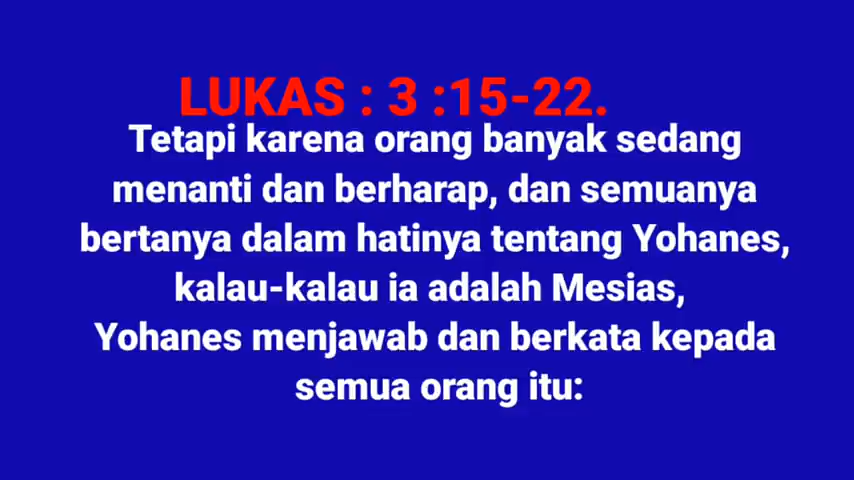 LUKAS : 3 :15-22.
Tetapi karena orang banyak sedang
menanti dan berharap, dan semuanya
bertanya dalam hatinya tentang Yohanes,
kalau-kalau ia adalah Mesias,
Yohanes menjawab dan berkata kepada
semua orang itu: